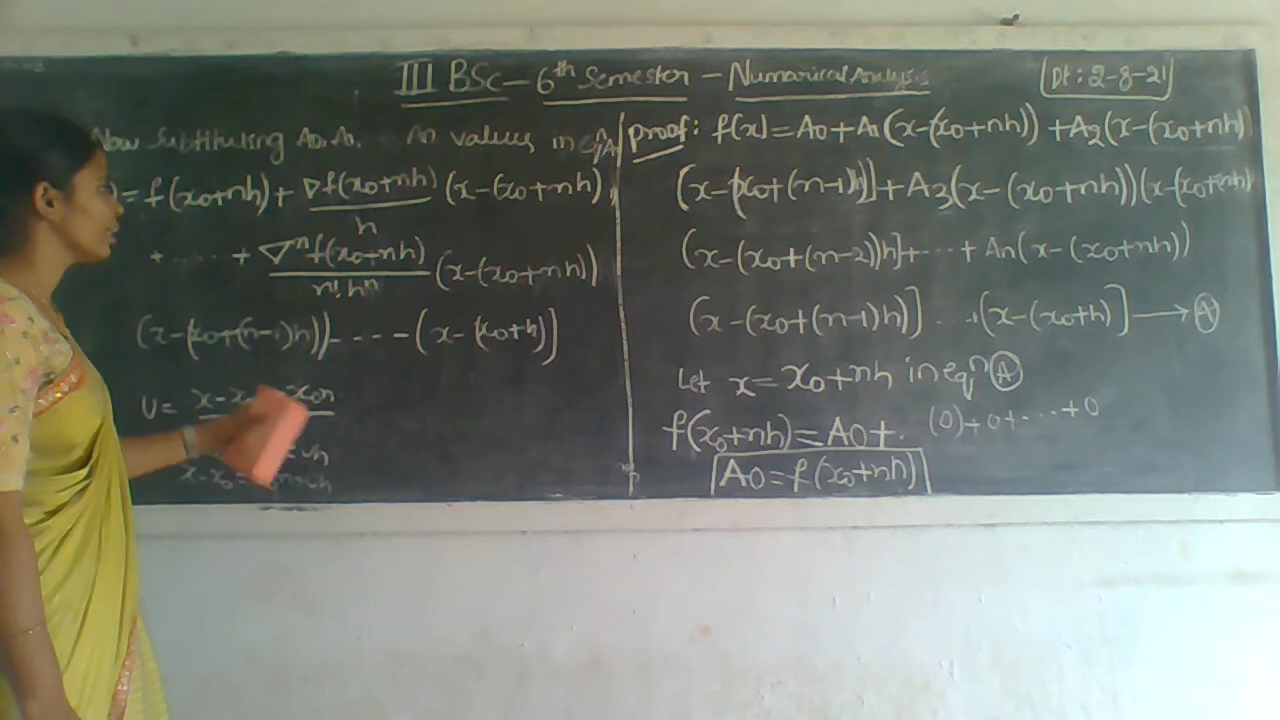 III BSc - 6th Semester - Numarical Analysis
Dt: 2-8-21
Now Substituting A0, A1, An values in eqn A
= f(x0+nh) + ∇f(x0+nh)/h (x-(x0+nh))
+ ..... + ∇ⁿf(x0+nh)/n!hⁿ (x-(x0+nh))
(x-(x0+(n-1)h)) - - - - (x-(x0+h)]
U =
proof: f(x) = A0+A1(x-(x0+nh)) +A2(x-(x0+nh)
(x-(x0+(n-1)h)]+A3(x-(x0+nh))(x-(x0+nh)
(x-(x0+(n-2))h]+-..+ An(x-(x0+nh))
(x-(x0+(n-1)h)] ...(x-(x0+h)] ⟶ Ⓐ
Let x = x0+nh in eqn Ⓐ
f(x0+nh) = A0+. (0)+0+...+0
A0 = f(x0+nh)